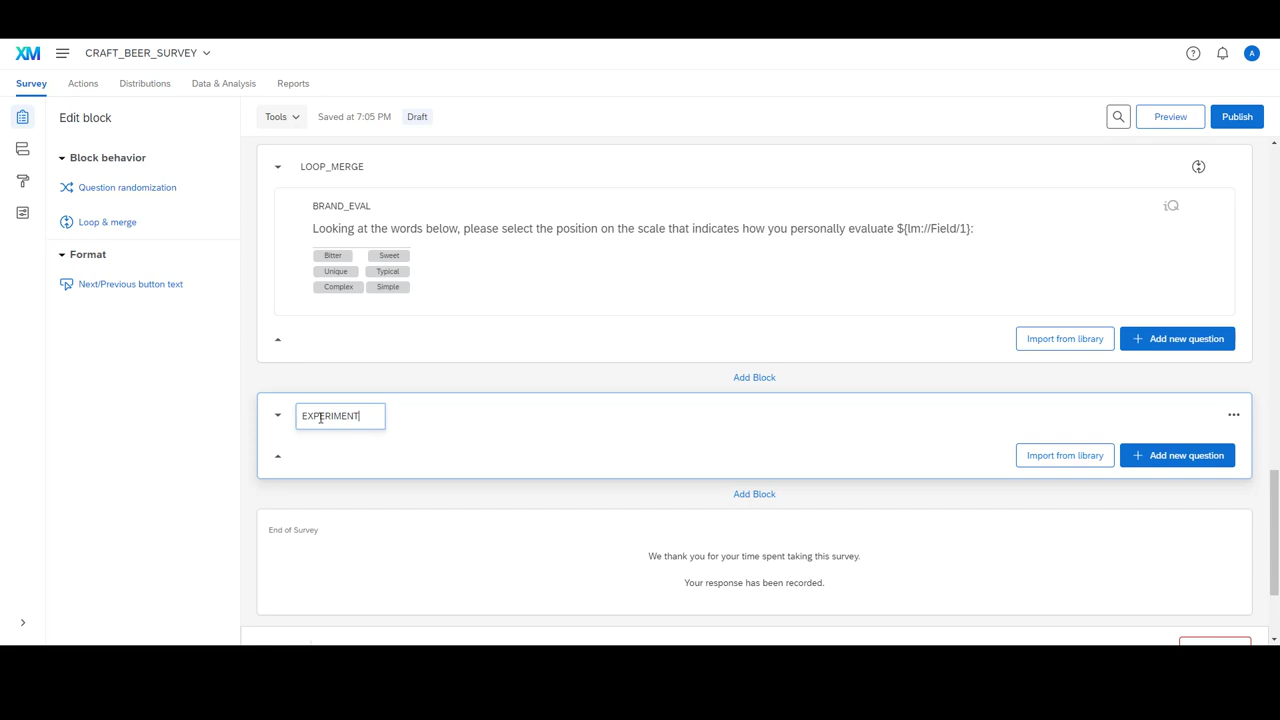 XM CRAFT_BEER_SURVEY A
Survey Actions Distributions Data & Analysis Reports
Edit block
Tools Saved at 7:05 PM Draft Preview Publish
Block behavior
Question randomization
Loop & merge
Format
Next/Previous button text
LOOP_MERGE
BRAND_EVAL iQ
Looking at the words below, please select the position on the scale that indicates how you personally evaluate ${lm://Field/1}:
Bitter Sweet
Unique Typical
Complex Simple
Import from library + Add new question
Add Block
EXPERIMENT
Import from library + Add new question
Add Block
End of Survey
We thank you for your time spent taking this survey.
Your response has been recorded.